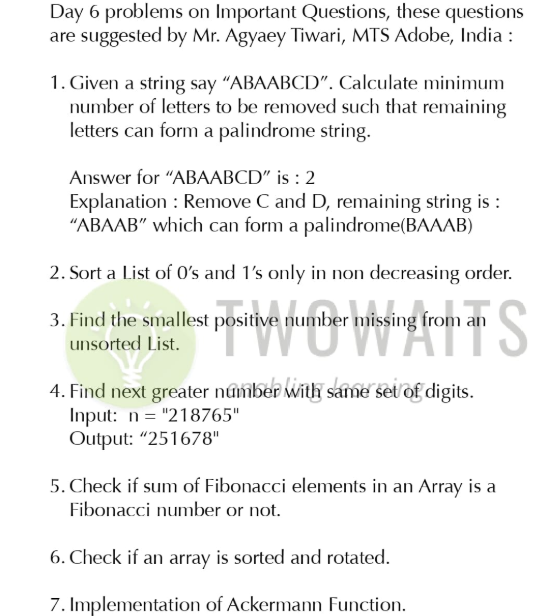 Day 6 problems on Important Questions, these questions
are suggested by Mr. Agyaey Tiwari, MTS Adobe, India :
1. Given a string say “ABAABCD”. Calculate minimum
number of letters to be removed such that remaining
letters can form a palindrome string.
Answer for “ABAABCD” is : 2
Explanation : Remove C and D, remaining string is :
“ABAAB” which can form a palindrome(BAAAB)
2. Sort a List of 0’s and 1’s only in non decreasing order.
TWOWAITS
3. Find the smallest positive number missing from an
unsorted List.
enabling learning
4. Find next greater number with same set of digits.
Input: n = "218765"
Output: “251678"
5. Check if sum of Fibonacci elements in an Array is a
Fibonacci number or not.
6. Check if an array is sorted and rotated.
7. Implementation of Ackermann Function.